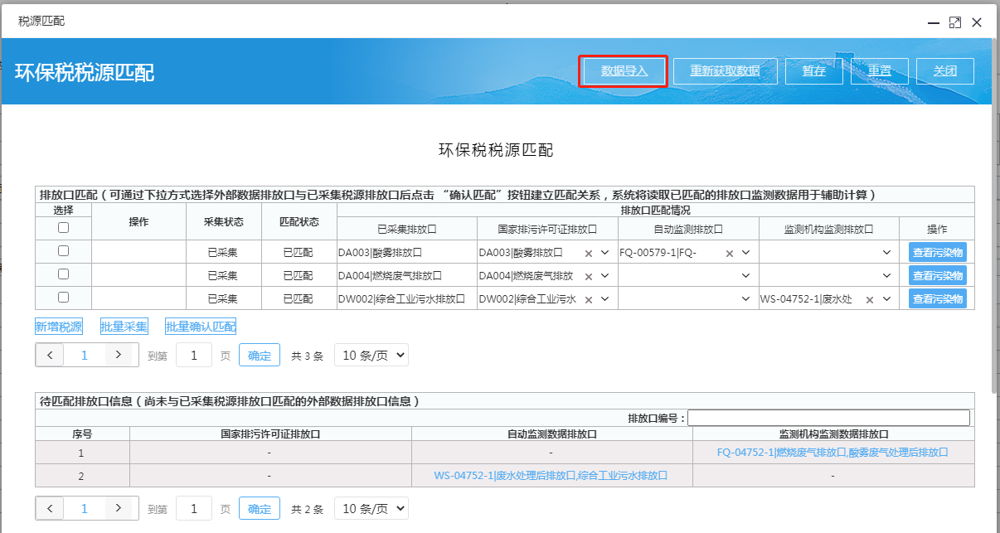 税源匹配
环保税税源匹配
数据导入 重新获取数据 暂存 重置 关闭
环保税税源匹配
排放口匹配（可通过下拉方式选择外部数据排放口与已采集税源排放口后点击 “确认匹配”按钮建立匹配关系，系统将读取已匹配的排放口监测数据用于辅助计算）
选择 操作 采集状态 匹配状态 排放口匹配情况
已采集排放口 国家排污许可证排放口 自动监测排放口 监测机构监测排放口 操作
已采集 已匹配 DA003|酸雾排放口 DA003|酸雾排放口 FQ-00579-1|FQ- 查看污染物
已采集 已匹配 DA004|燃烧废气排放口 DA004|燃烧废气排放 查看污染物
已采集 已匹配 DW002|综合工业污水排放口 DW002|综合工业污水 WS-04752-1|废水处 查看污染物
新增税源 批量采集 批量确认匹配
1 到第 1 页 确定 共 3 条 10 条/页
待匹配排放口信息（尚未与已采集税源排放口匹配的外部数据排放口信息）
排放口编号：
序号 国家排污许可证排放口 自动监测数据排放口 监测机构监测数据排放口
1 - - FQ-04752-1|燃烧废气排放口,酸雾废气处理后排放口
2 - WS-04752-1|废水处理后排放口,综合工业污水排放口 -
1 到第 1 页 确定 共 2 条 10 条/页